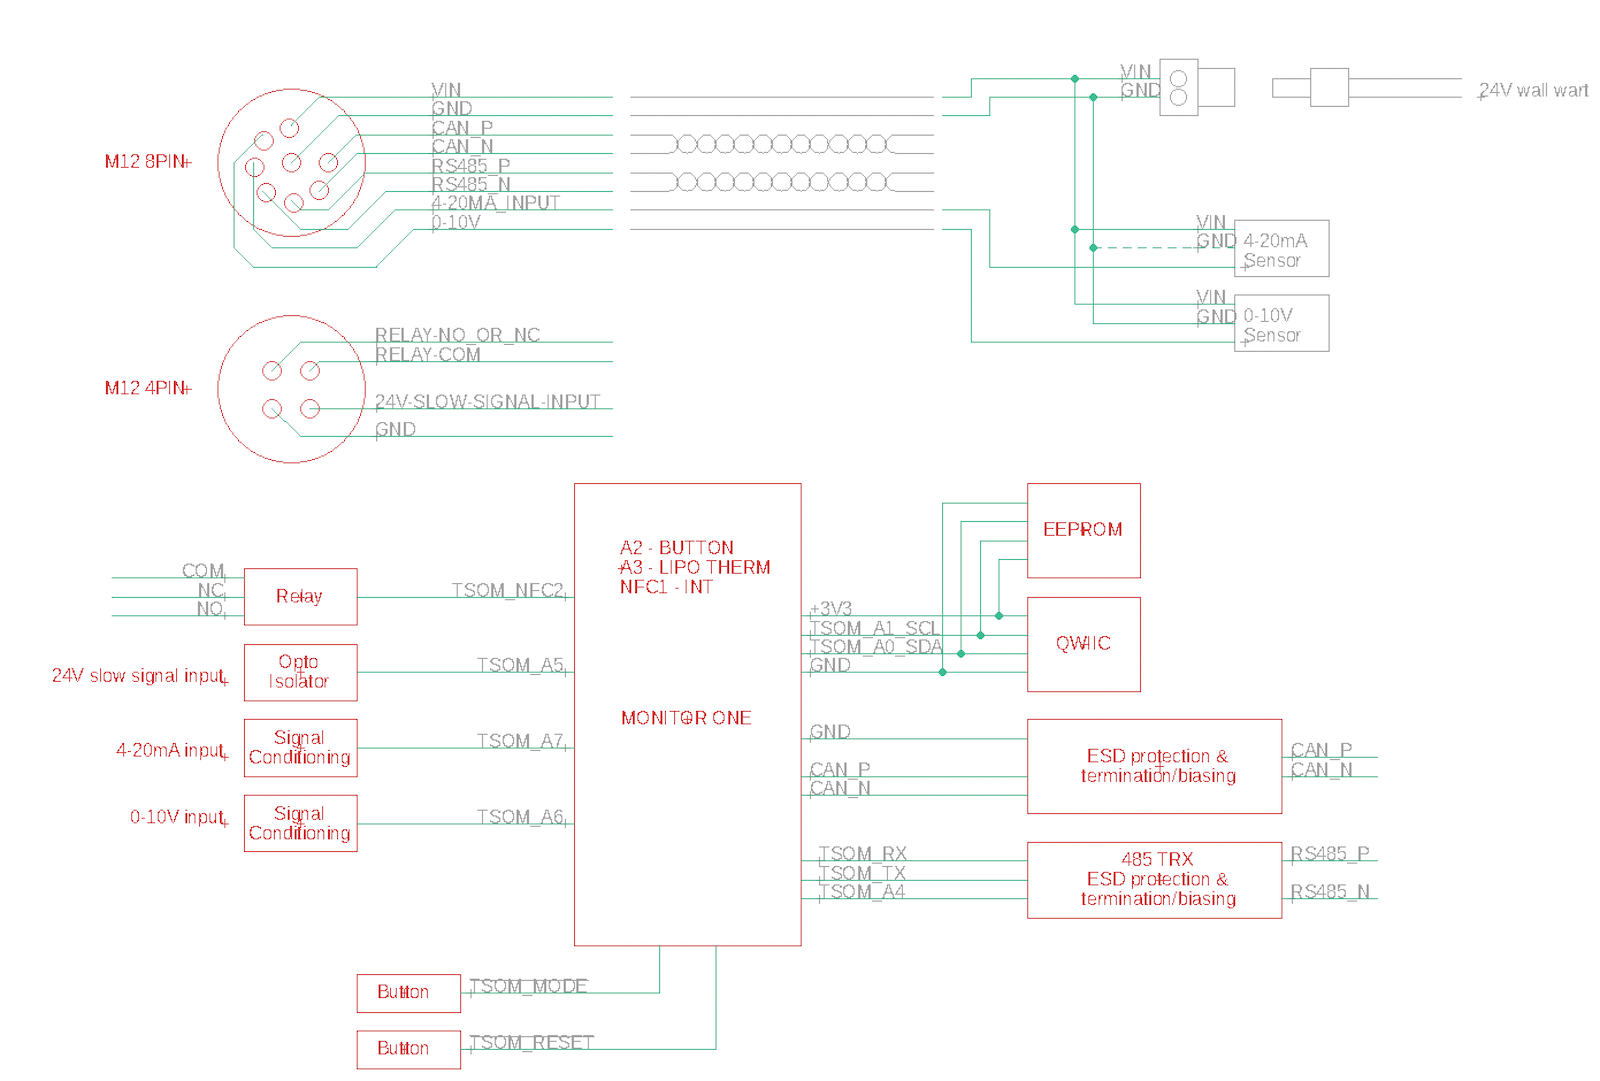 VIN
GND
CAN_P
CAN_N
RS485_P
RS485_N
4-20MA_INPUT
0-10V
M12 8PIN
VIN
GND
24V wall wart
VIN
GND
4-20mA
Sensor
VIN
GND
0-10V
Sensor
RELAY-NO_OR_NC
RELAY-COM
M12 4PIN
24V-SLOW-SIGNAL-INPUT
GND
A2 - BUTTON
A3 - LIPO THERM
NFC1 - INT
MONITOR ONE
COM
NC
NO
Relay
TSOM_NFC2
24V slow signal input
Opto
Isolator
TSOM_A5
4-20mA input
Signal
Conditioning
TSOM_A7
0-10V input
Signal
Conditioning
TSOM_A6
EEPROM
+3V3
TSOM_A1_SCL
TSOM_A0_SDA
GND
QWIIC
GND
CAN_P
CAN_N
ESD protection &
termination/biasing
CAN_P
CAN_N
TSOM_RX
TSOM_TX
TSOM_A4
485 TRX
ESD protection &
termination/biasing
RS485_P
RS485_N
Button
TSOM_MODE
Button
TSOM_RESET